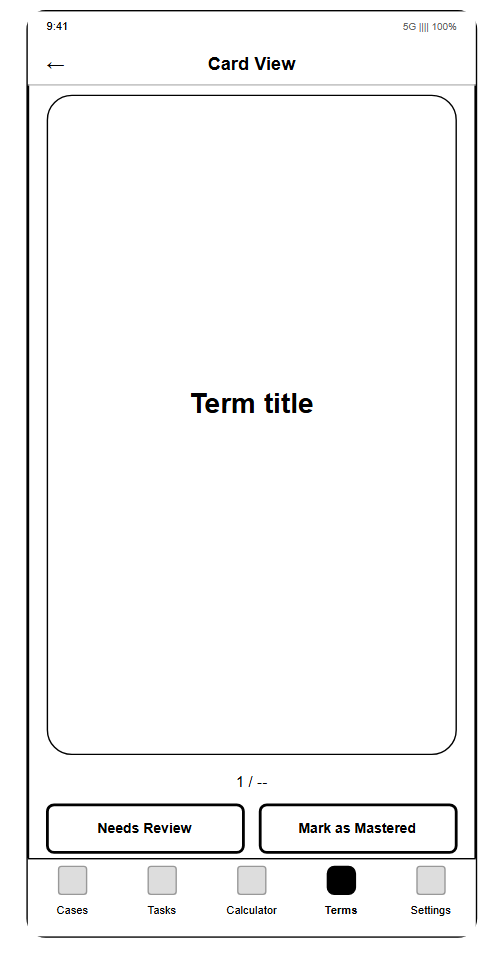 9:41 5G |||| 100%
← Card View
Term title
1 / --
Needs Review Mark as Mastered
Cases Tasks Calculator Terms Settings